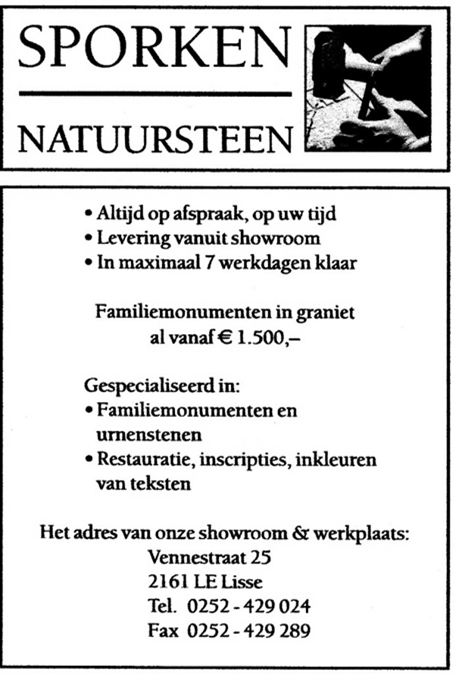 SPORKEN
NATUURSTEEN
• Altijd op afspraak, op uw tijd
• Levering vanuit showroom
• In maximaal 7 werkdagen klaar
Familiemonumenten in graniet
al vanaf € 1.500,–
Gespecialiseerd in:
• Familiemonumenten en
urnenstenen
• Restauratie, inscripties, inkleuren
van teksten
Het adres van onze showroom & werkplaats:
Vennestraat 25
2161 LE Lisse
Tel. 0252 - 429 024
Fax 0252 - 429 289